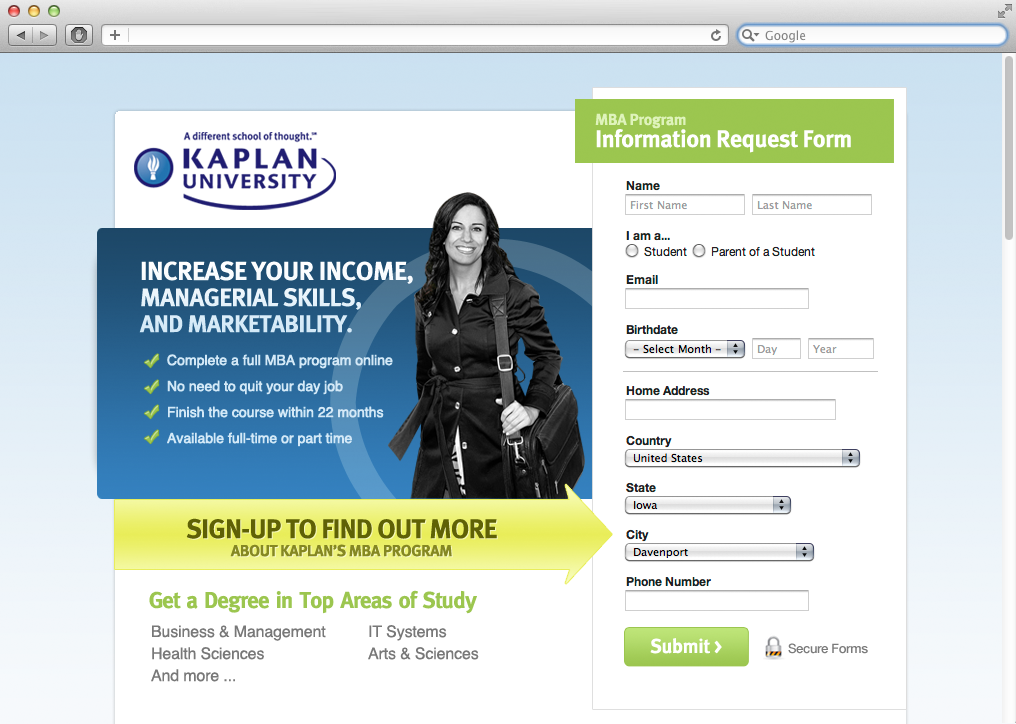 Google
A different school of thought.℠
KAPLAN
UNIVERSITY
INCREASE YOUR INCOME,
MANAGERIAL SKILLS,
AND MARKETABILITY.
Complete a full MBA program online
No need to quit your day job
Finish the course within 22 months
Available full-time or part time
SIGN-UP TO FIND OUT MORE
ABOUT KAPLAN'S MBA PROGRAM
Get a Degree in Top Areas of Study
Business & Management
IT Systems
Health Sciences
Arts & Sciences
And more ...
MBA Program
Information Request Form
Name
First Name
Last Name
I am a...
Student
Parent of a Student
Email
Birthdate
– Select Month –
Day
Year
Home Address
Country
United States
State
Iowa
City
Davenport
Phone Number
Submit ›
Secure Forms